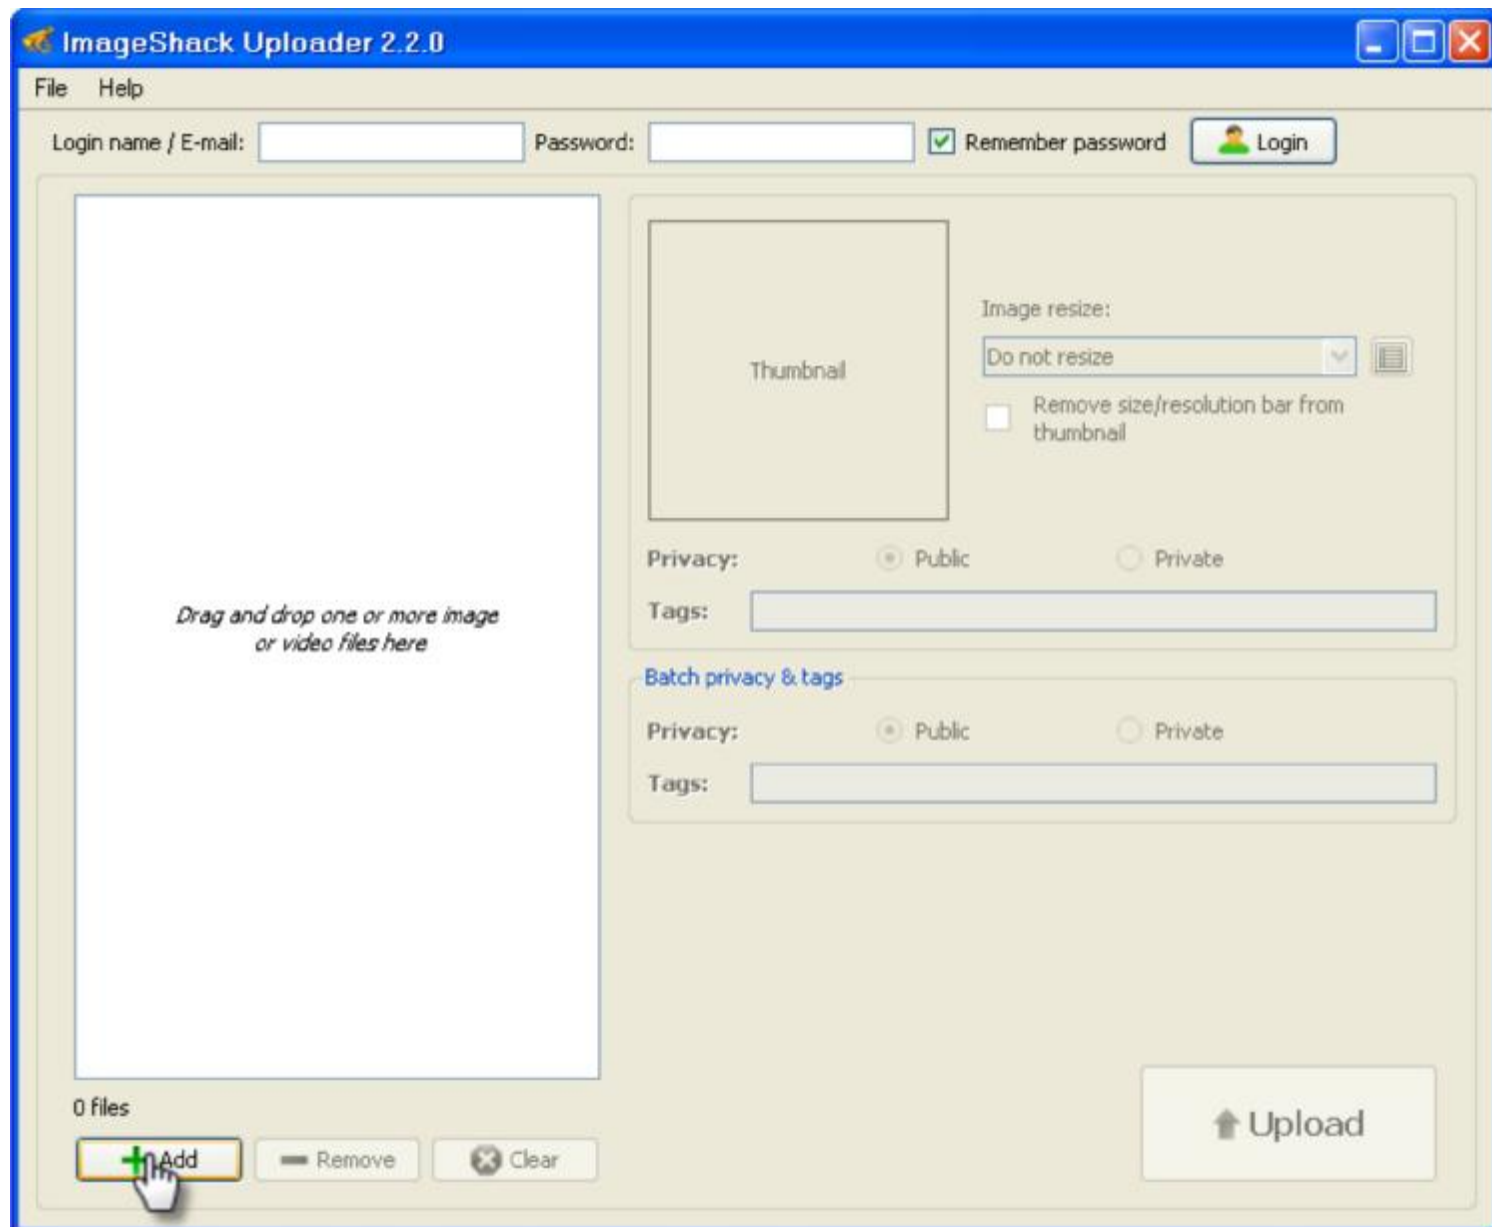 ImageShack Uploader 2.2.0
File Help
Login name / E-mail: Password: Remember password Login
Image resize:
Do not resize
Thumbnail
Remove size/resolution bar from
thumbnail
Privacy: Public Private
Tags:
Drag and drop one or more image
or video files here
Batch privacy & tags
Privacy: Public Private
Tags:
0 files
Upload
Add Remove Clear